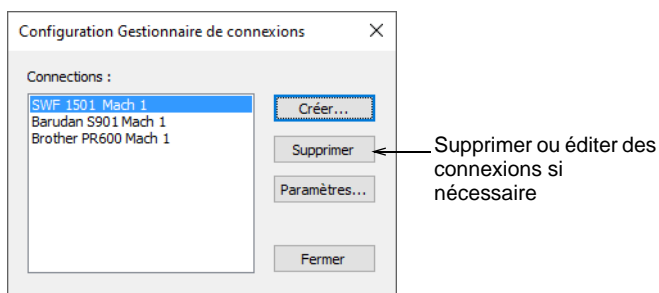 Configuration Gestionnaire de connexions
Connections :
SWF 1501 Mach 1
Barudan S901 Mach 1
Brother PR600 Mach 1
Créer...
Supprimer
Paramètres...
Fermer
Supprimer ou éditer des
connexions si
nécessaire